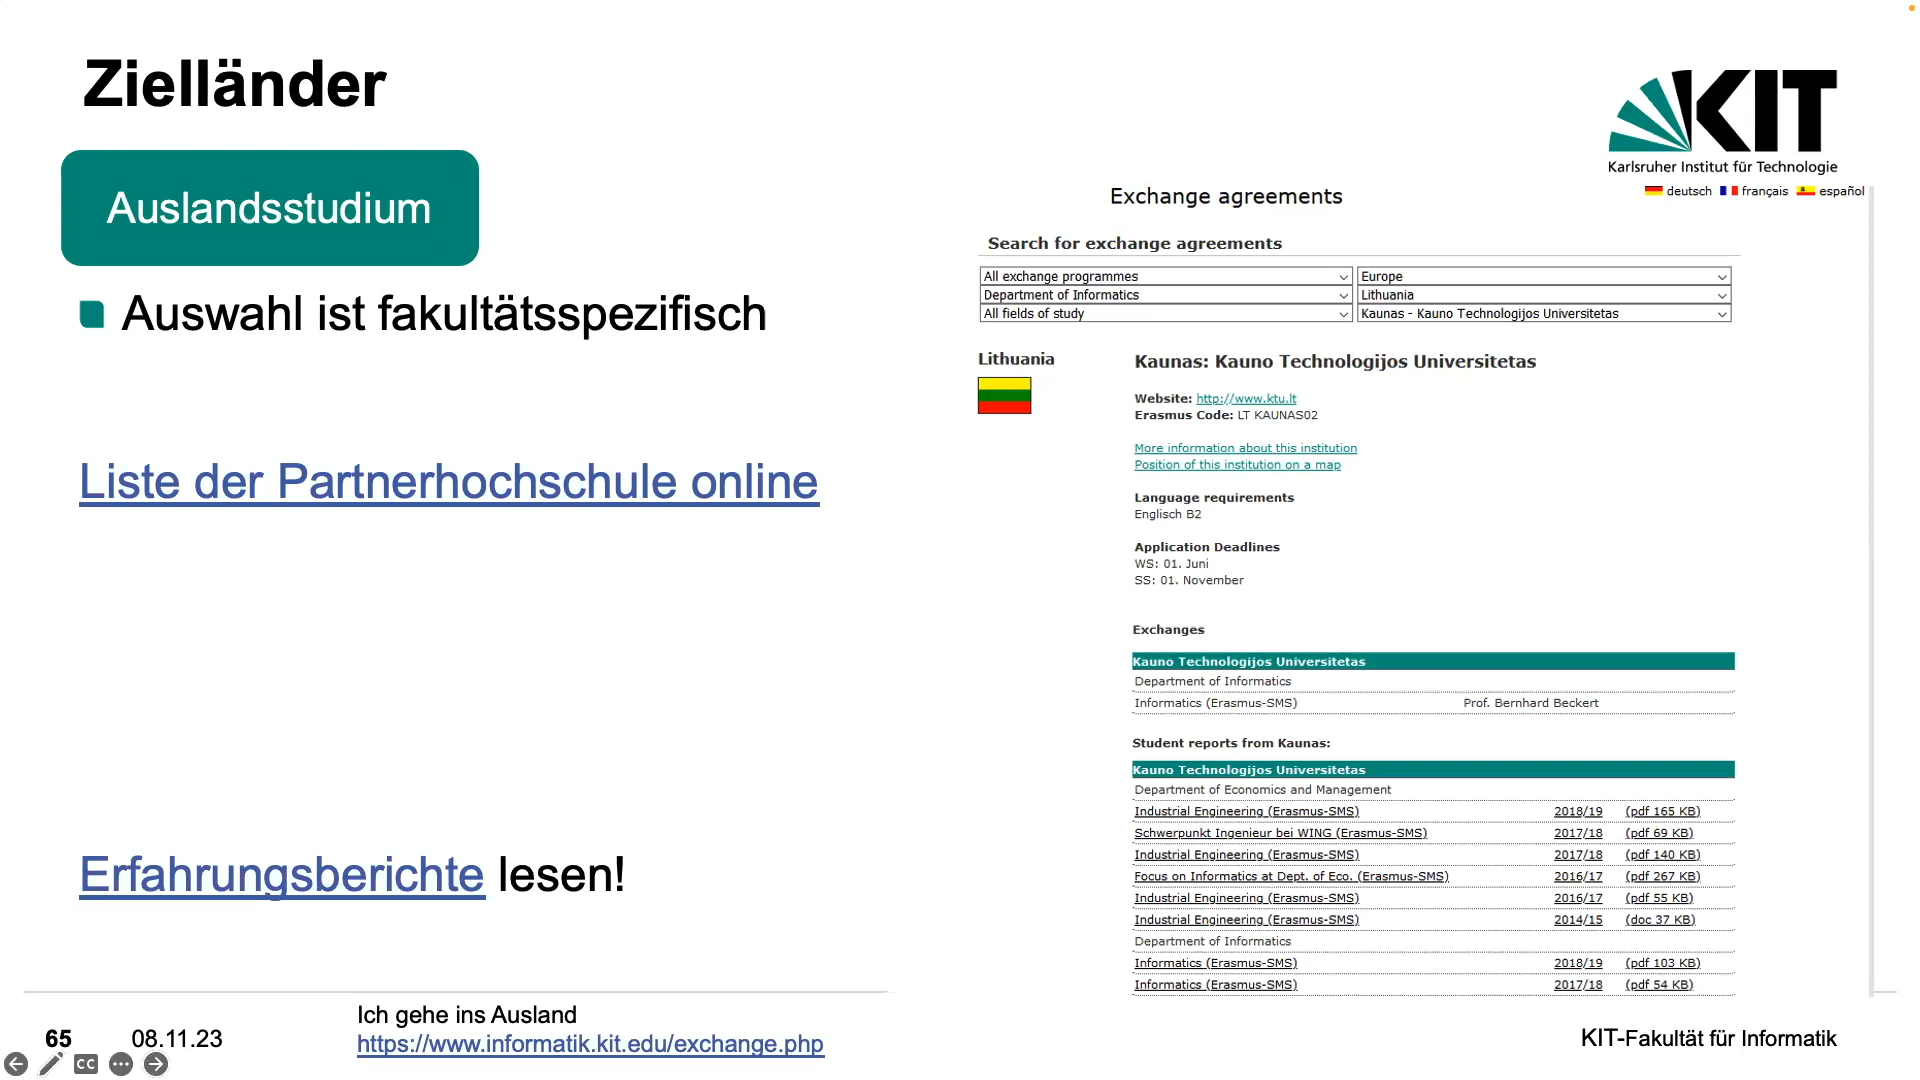 Zielländer
KIT
Karlsruher Institut für Technologie
Auslandsstudium
Auswahl ist fakultätsspezifisch
Liste der Partnerhochschule online
Erfahrungsberichte lesen!
deutsch français español
Exchange agreements
Search for exchange agreements
All exchange programmes Europe
Department of Informatics Lithuania
All fields of study Kaunas - Kauno Technologijos Universitetas
Lithuania
Kaunas: Kauno Technologijos Universitetas
Website: http://www.ktu.lt
Erasmus Code: LT KAUNAS02
More information about this institution
Position of this institution on a map
Language requirements
Englisch B2
Application Deadlines
WS: 01. Juni
SS: 01. November
Exchanges
Kauno Technologijos Universitetas
Department of Informatics
Informatics (Erasmus-SMS) Prof. Bernhard Beckert
Student reports from Kaunas:
Kauno Technologijos Universitetas
Department of Economics and Management
Industrial Engineering (Erasmus-SMS) 2018/19 (pdf 165 KB)
Schwerpunkt Ingenieur bei WING (Erasmus-SMS) 2017/18 (pdf 69 KB)
Industrial Engineering (Erasmus-SMS) 2017/18 (pdf 140 KB)
Focus on Informatics at Dept. of Eco. (Erasmus-SMS) 2016/17 (pdf 267 KB)
Industrial Engineering (Erasmus-SMS) 2016/17 (pdf 55 KB)
Industrial Engineering (Erasmus-SMS) 2014/15 (doc 37 KB)
Department of Informatics
Informatics (Erasmus-SMS) 2018/19 (pdf 103 KB)
Informatics (Erasmus-SMS) 2017/18 (pdf 54 KB)
65 08.11.23
Ich gehe ins Ausland
https://www.informatik.kit.edu/exchange.php
KIT-Fakultät für Informatik
CC